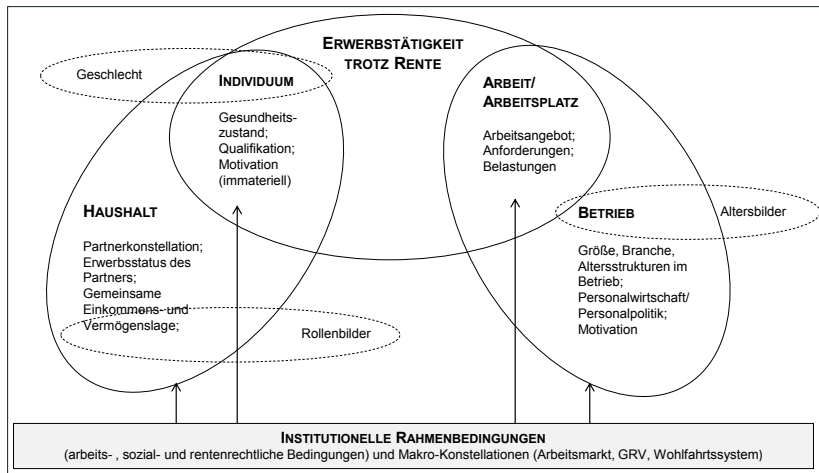 ERWERBSTÄTIGKEIT
TROTZ RENTE
Geschlecht
INDIVIDUUM
Gesundheits-
zustand;
Qualifikation;
Motivation
(immateriell)
ARBEIT/
ARBEITSPLATZ
Arbeitsangebot;
Anforderungen;
Belastungen
HAUSHALT
Partnerkonstellation;
Erwerbsstatus des
Partners;
Gemeinsame
Einkommens- und
Vermögenslage;
Rollenbilder
BETRIEB
Altersbilder
Größe, Branche,
Altersstrukturen im
Betrieb;
Personalwirtschaft/
Personalpolitik;
Motivation
INSTITUTIONELLE RAHMENBEDINGUNGEN
(arbeits- , sozial- und rentenrechtliche Bedingungen) und Makro-Konstellationen (Arbeitsmarkt, GRV, Wohlfahrtssystem)